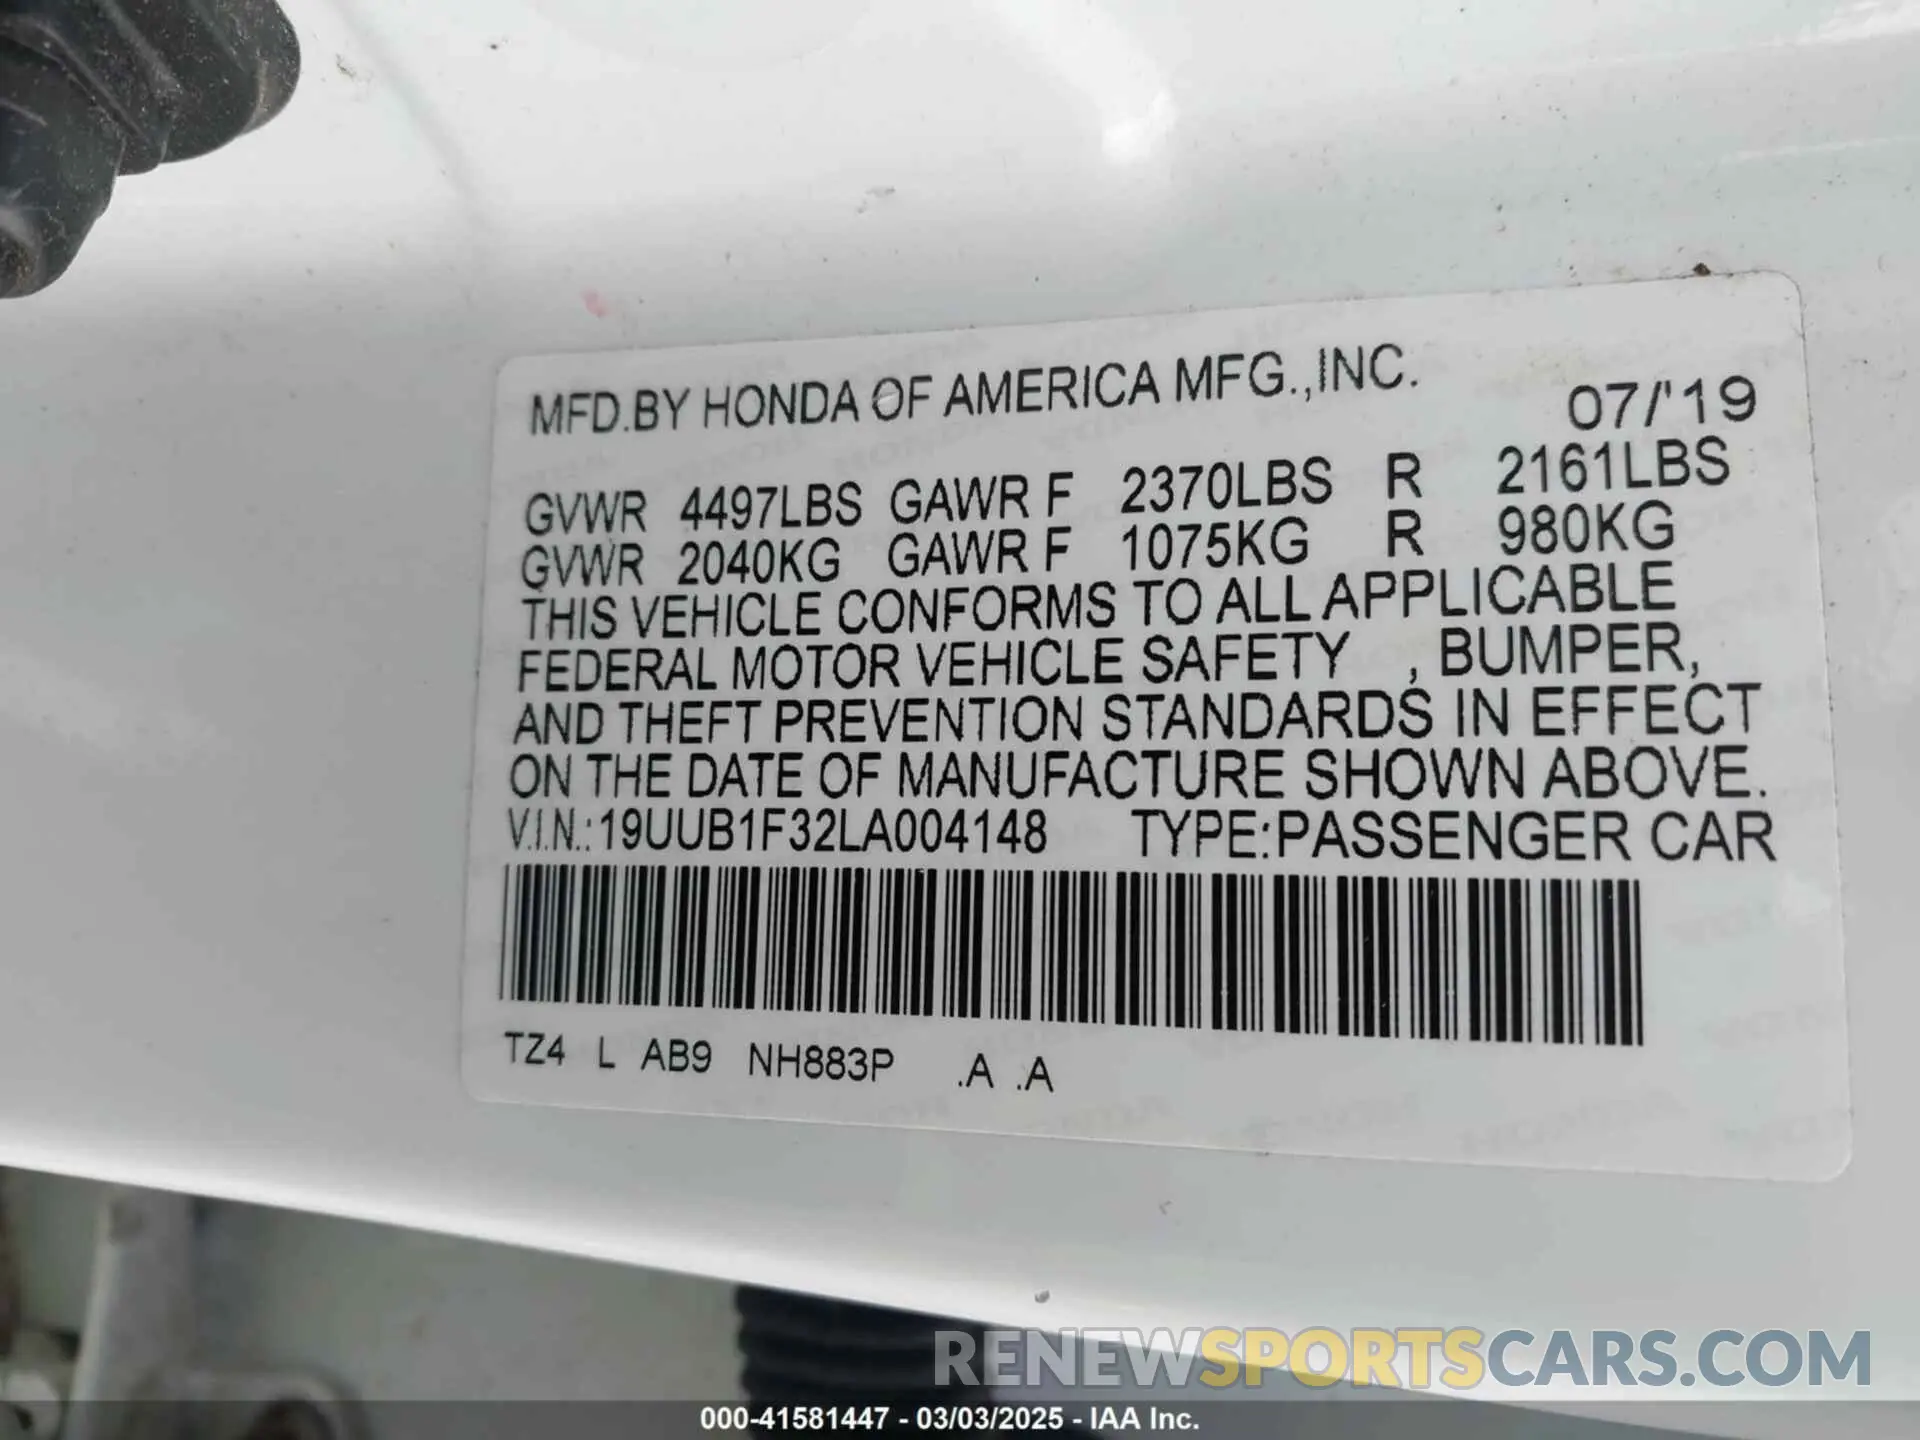 MFD.BY HONDA OF AMERICA MFG.,INC. 07/'19
GVWR 4497LBS GAWR F 2370LBS R 2161LBS
GVWR 2040KG GAWR F 1075KG R 980KG
THIS VEHICLE CONFORMS TO ALL APPLICABLE
FEDERAL MOTOR VEHICLE SAFETY , BUMPER,
AND THEFT PREVENTION STANDARDS IN EFFECT
ON THE DATE OF MANUFACTURE SHOWN ABOVE.
V.I.N.:19UUB1F32LA004148 TYPE:PASSENGER CAR
TZ4 L AB9 NH883P .A .A
RENEWSPORTSCARS.COM
000-41581447 - 03/03/2025 - IAA Inc.